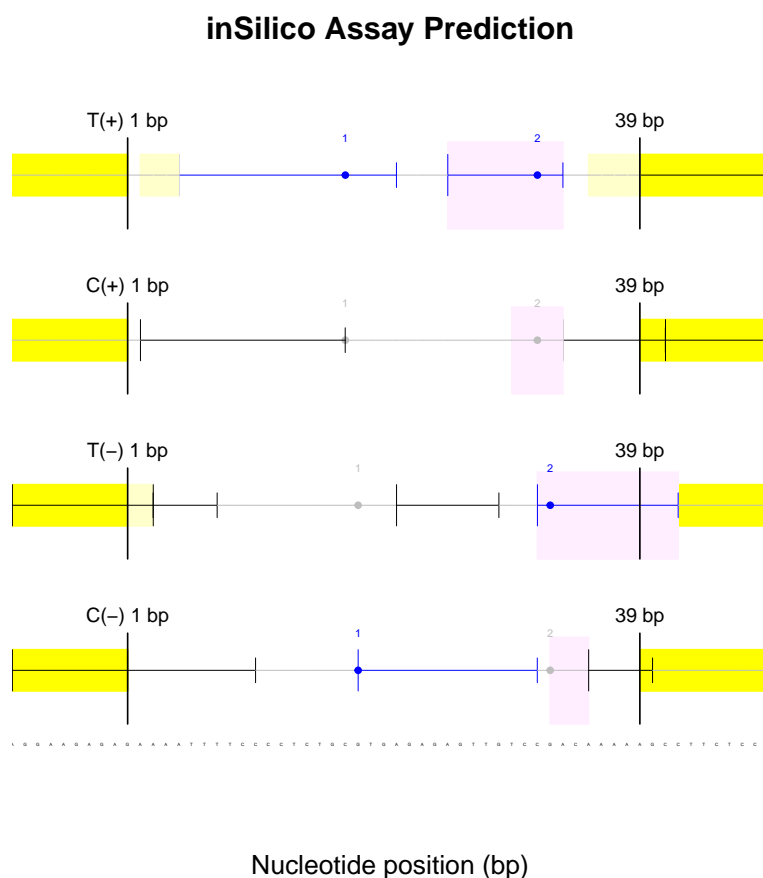 inSilico Assay Prediction
T(+) 1 bp 39 bp
1 2
C(+) 1 bp 39 bp
1 2
T(−) 1 bp 39 bp
1 2
C(−) 1 bp 39 bp
1 2
A G G A A G A G A G A A A A T T T T C C C C T C T G C G T G A G A G A G T T G T C C G A C A A A A A G C C T T C T C C
Nucleotide position (bp)